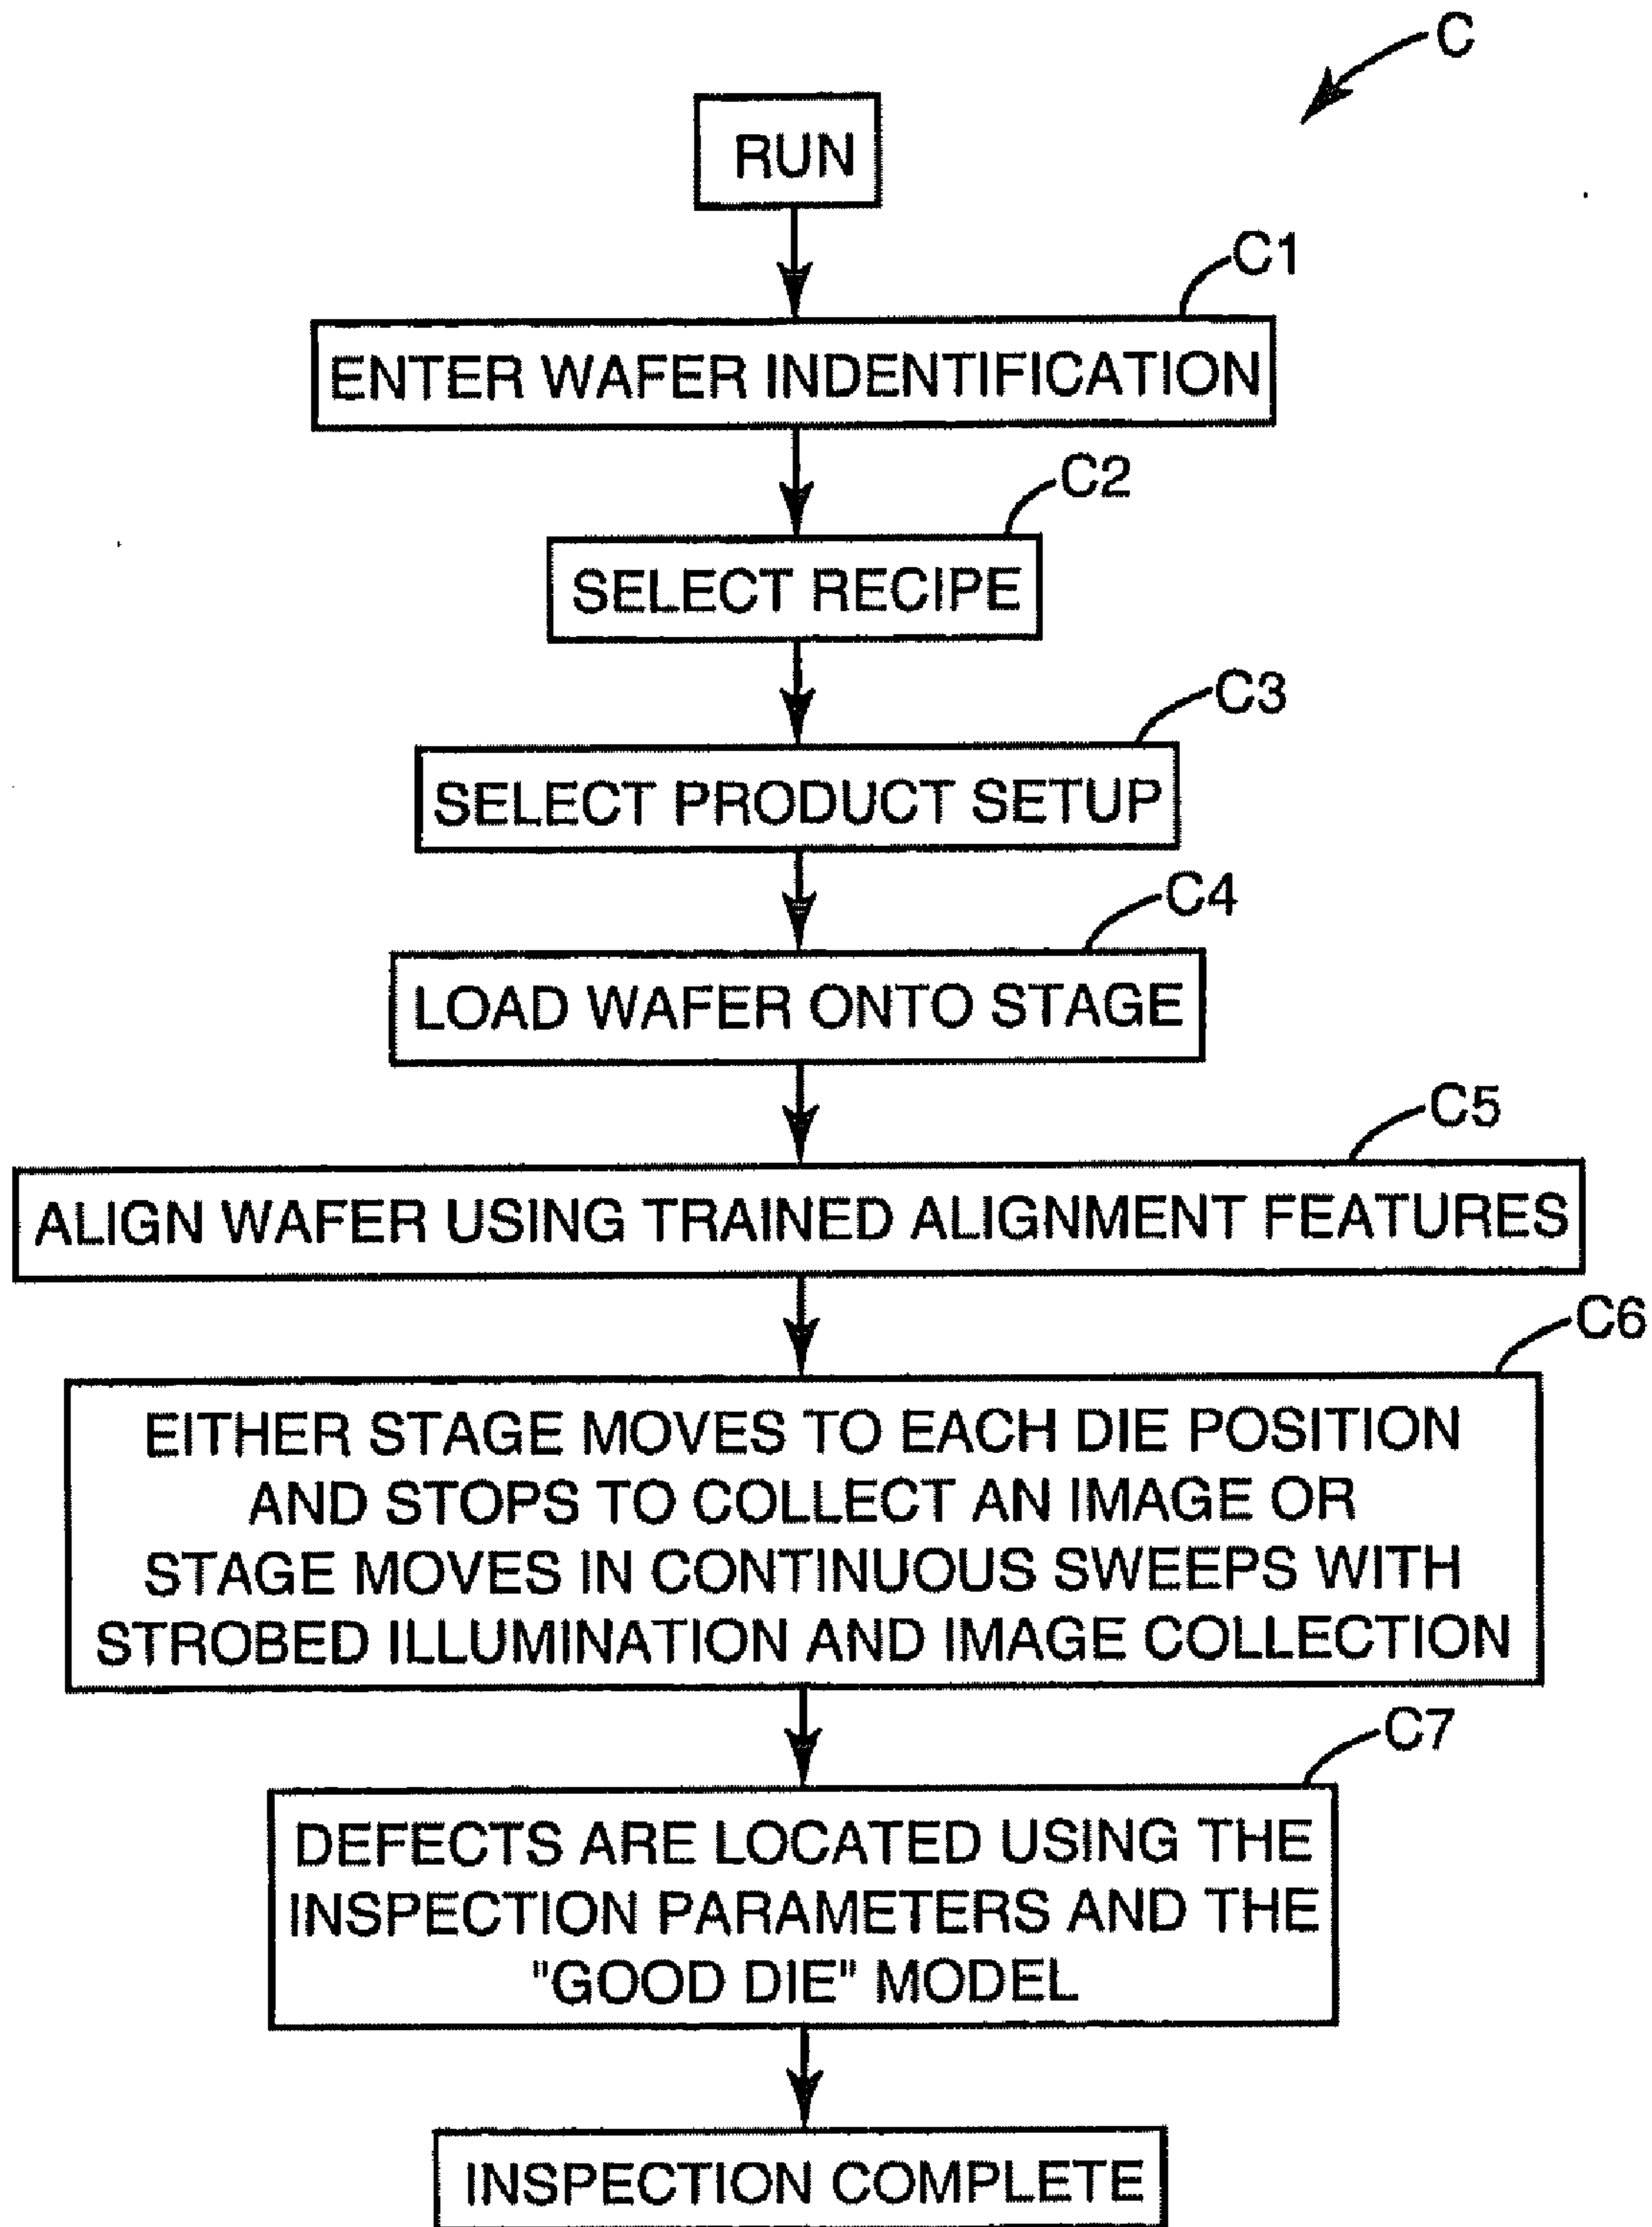 C
RUN
C1
ENTER WAFER INDENTIFICATION
C2
SELECT RECIPE
C3
SELECT PRODUCT SETUP
C4
LOAD WAFER ONTO STAGE
C5
ALIGN WAFER USING TRAINED ALIGNMENT FEATURES
C6
EITHER STAGE MOVES TO EACH DIE POSITION
AND STOPS TO COLLECT AN IMAGE OR
STAGE MOVES IN CONTINUOUS SWEEPS WITH
STROBED ILLUMINATION AND IMAGE COLLECTION
C7
DEFECTS ARE LOCATED USING THE
INSPECTION PARAMETERS AND THE
"GOOD DIE" MODEL
INSPECTION COMPLETE